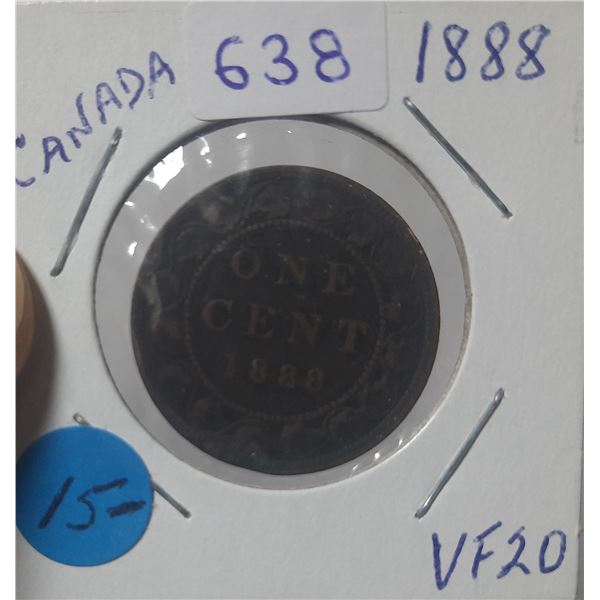 CANADA 638 1888
ONE
CENT
1888
15=
VF20